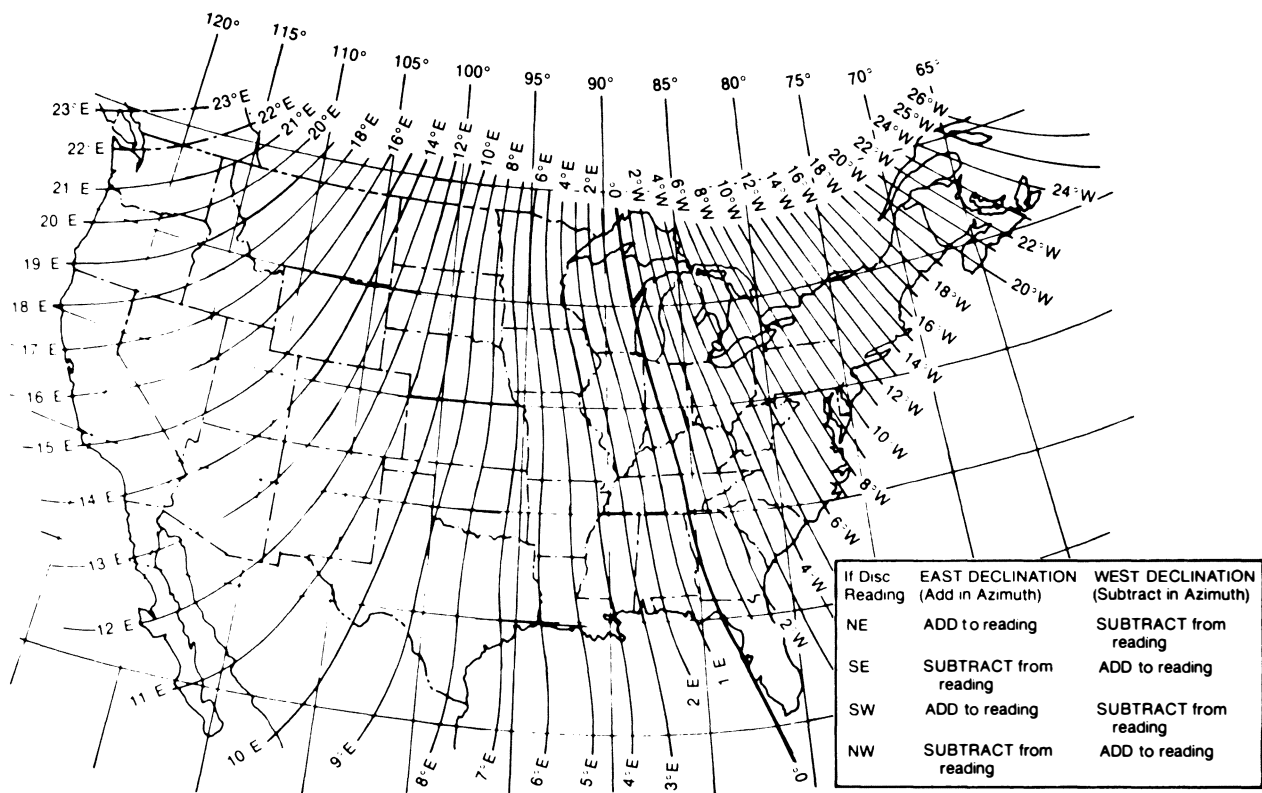 120°
115°
110°
105°
100°
95°
90°
85°
80°
75°
70°
65°
23°E
22°E
21 E
20 E
19 E
18 E
17 E
16 E
15 E
14 E
13 E
12 E
11 E
10 E
9°E
8°E
7°E
6°E
5°E
4°E
3°E
2 E
1 E
0°
23°E
22°E
21°E
20°E
18°E
16°E
14°E
12°E
10°E
8°E
6°E
4°E
2°E
0°
2°W
4°W
6°W
8°W
10°W
12°W
14°W
16°W
18°W
20°W
22°W
24°W
25°W
26°W
24°W
22°W
20°W
18°W
16°W
14°W
12°W
10 W
8°W
6°W
4 W
2 W
If Disc Reading EAST DECLINATION (Add in Azimuth) WEST DECLINATION (Subtract in Azimuth)
NE ADD to reading SUBTRACT from reading
SE SUBTRACT from reading ADD to reading
SW ADD to reading SUBTRACT from reading
NW SUBTRACT from reading ADD to reading